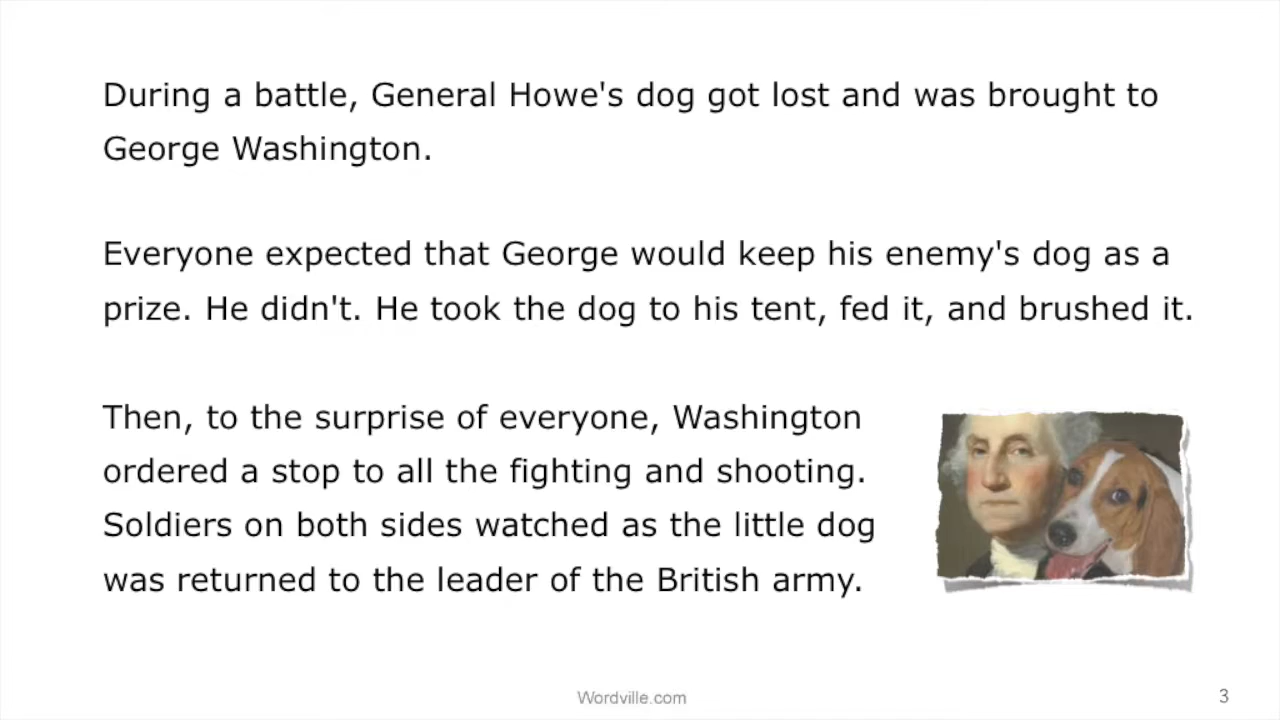 During a battle, General Howe's dog got lost and was brought to
George Washington.
Everyone expected that George would keep his enemy's dog as a
prize. He didn't. He took the dog to his tent, fed it, and brushed it.
Then, to the surprise of everyone, Washington
ordered a stop to all the fighting and shooting.
Soldiers on both sides watched as the little dog
was returned to the leader of the British army.
Wordville.com
3